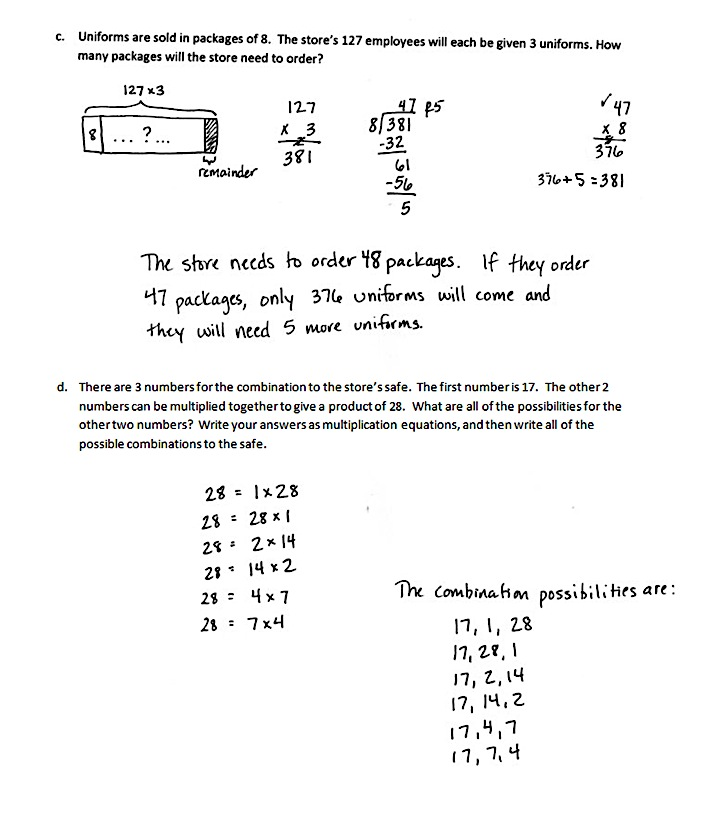 c. Uniforms are sold in packages of 8. The store's 127 employees will each be given 3 uniforms. How
many packages will the store need to order?
127 x 3
8 ... ? ...
remainder
127
x 3
2
381
47 R5
8)381
-32
61
-56
5
✓ 47
x 8
5
376
376 + 5 = 381
The store needs to order 48 packages. If they order
47 packages, only 376 uniforms will come and
they will need 5 more uniforms.
d. There are 3 numbers for the combination to the store's safe. The first number is 17. The other 2
numbers can be multiplied together to give a product of 28. What are all of the possibilities for the
other two numbers? Write your answers as multiplication equations, and then write all of the
possible combinations to the safe.
28 = 1 x 28
28 = 28 x 1
28 = 2 x 14
28 = 14 x 2
28 = 4 x 7
28 = 7 x 4
The combination possibilities are:
17, 1, 28
17, 28, 1
17, 2, 14
17, 14, 2
17, 4, 7
17, 7, 4